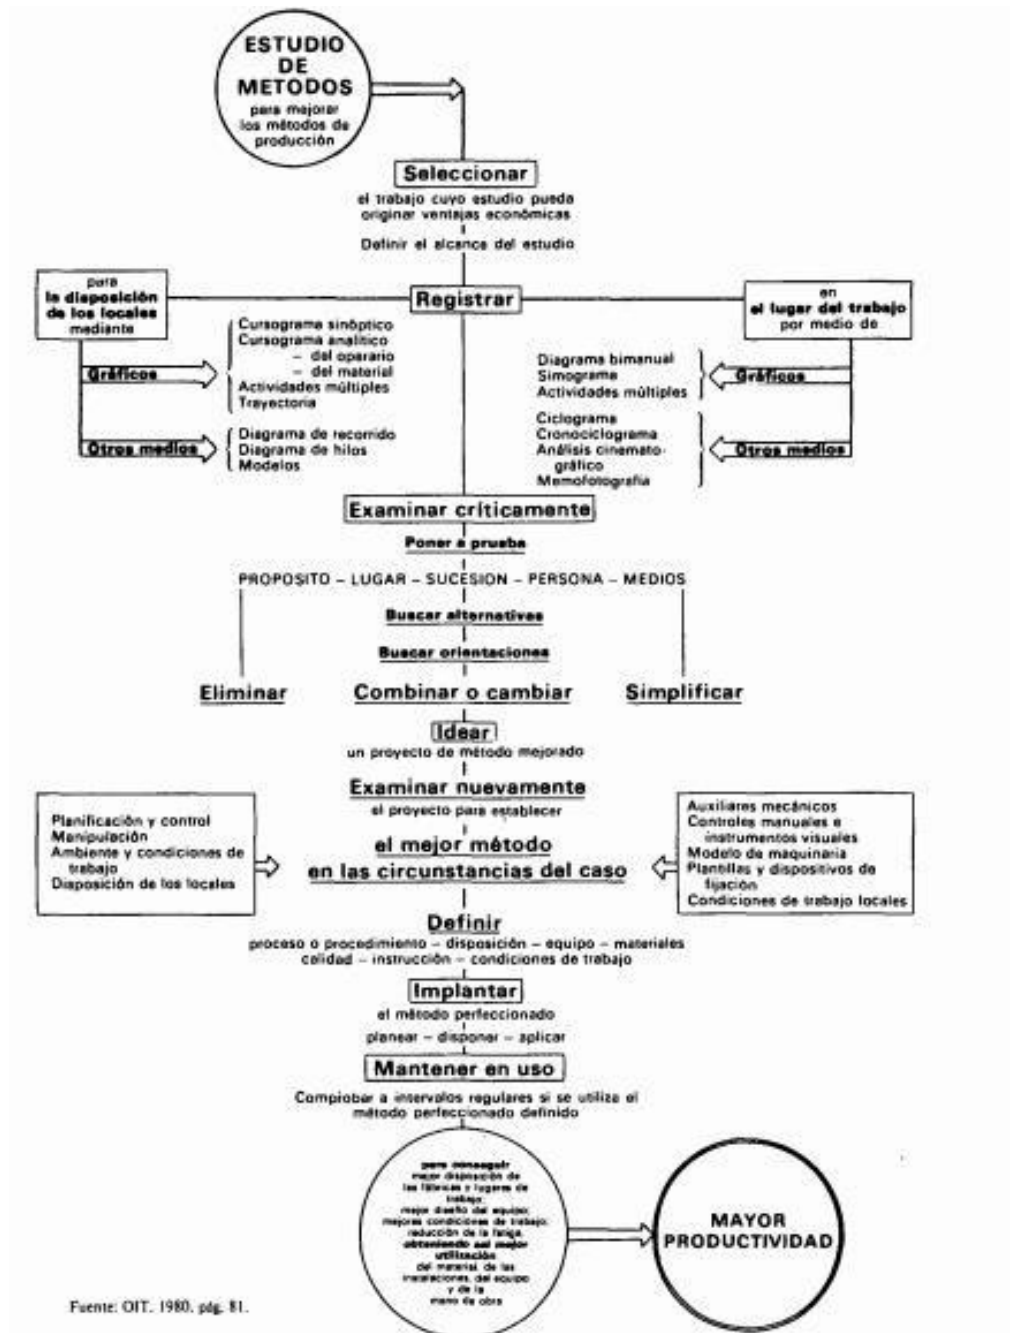 ESTUDIO
DE
METODOS
para mejorar
los métodos de
producción
Seleccionar
el trabajo cuyo estudio pueda
originar ventajas económicas
Definir el alcance del estudio
para
la disposición
de los locales
mediante
Registrar
en
el lugar del trabajo
por medio de
Gráficos
Cursograma sinóptico
Cursograma analítico
– del operario
– del material
Actividades múltiples
Trayectoria
Diagrama bimanual
Simograma
Actividades múltiples
Gráficos
Otros medios
Diagrama de recorrido
Diagrama de hilos
Modelos
Ciclograma
Cronociclograma
Análisis cinemato-
gráfico
Memofotografía
Otros medios
Examinar críticamente
Poner a prueba
PROPOSITO – LUGAR – SUCESION – PERSONA – MEDIOS
Buscar alternativas
Buscar orientaciones
Eliminar
Combinar o cambiar
Simplificar
Idear
un proyecto de método mejorado
Examinar nuevamente
el proyecto para establecer
el mejor método
en las circunstancias del caso
Planificación y control
Manipulación
Ambiente y condiciones de
trabajo
Disposición de los locales
Auxiliares mecánicos
Controles manuales e
instrumentos visuales
Modelo de maquinaria
Plantillas y dispositivos de
fijación
Condiciones de trabajo locales
Definir
proceso o procedimiento – disposición – equipo – materiales
calidad – instrucción – condiciones de trabajo
Implantar
el método perfeccionado
planear – disponer – aplicar
Mantener en uso
Comprobar a intervalos regulares si se utiliza el
método perfeccionado definido
para conseguir
mejor disposición de
las fábricas y lugares de
trabajo;
mejor diseño del equipo;
mejores condiciones de trabajo;
reducción de la fatiga,
obteniendo así mejor
utilización
del material, de las
instalaciones, del equipo
y de la
mano de obra
MAYOR
PRODUCTIVIDAD
Fuente: OIT. 1980. pág. 81.